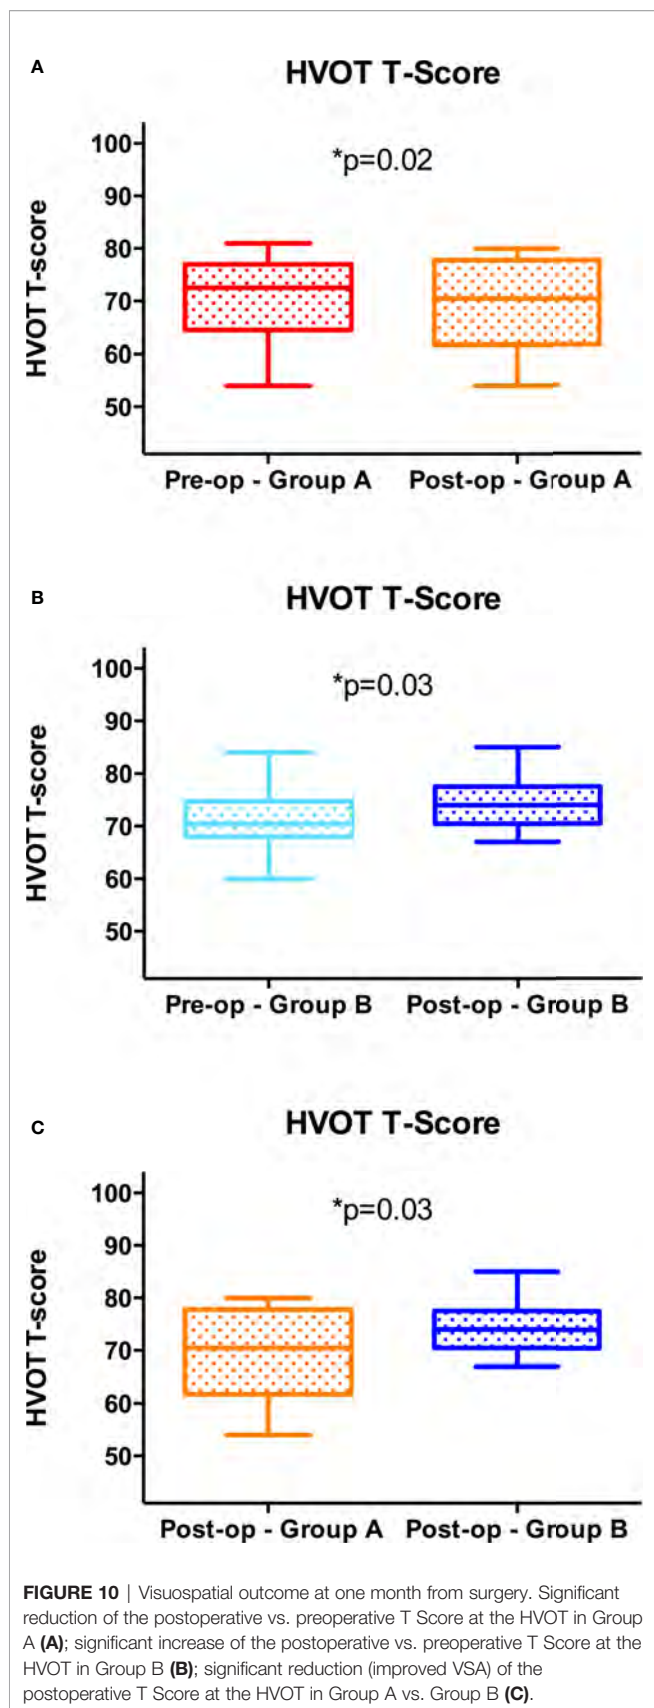 A
HVOT T-Score
*p=0.02
HVOT T-score
100
90
80
70
60
50
Pre-op - Group A Post-op - Group A
B
HVOT T-Score
*p=0.03
HVOT T-score
100
90
80
70
60
50
Pre-op - Group B Post-op - Group B
C
HVOT T-Score
*p=0.03
HVOT T-score
100
90
80
70
60
50
Post-op - Group A Post-op - Group B
FIGURE 10 | Visuospatial outcome at one month from surgery. Significant
reduction of the postoperative vs. preoperative T Score at the HVOT in Group
A (A); significant increase of the postoperative vs. preoperative T Score at the
HVOT in Group B (B); significant reduction (improved VSA) of the
postoperative T Score at the HVOT in Group A vs. Group B (C).